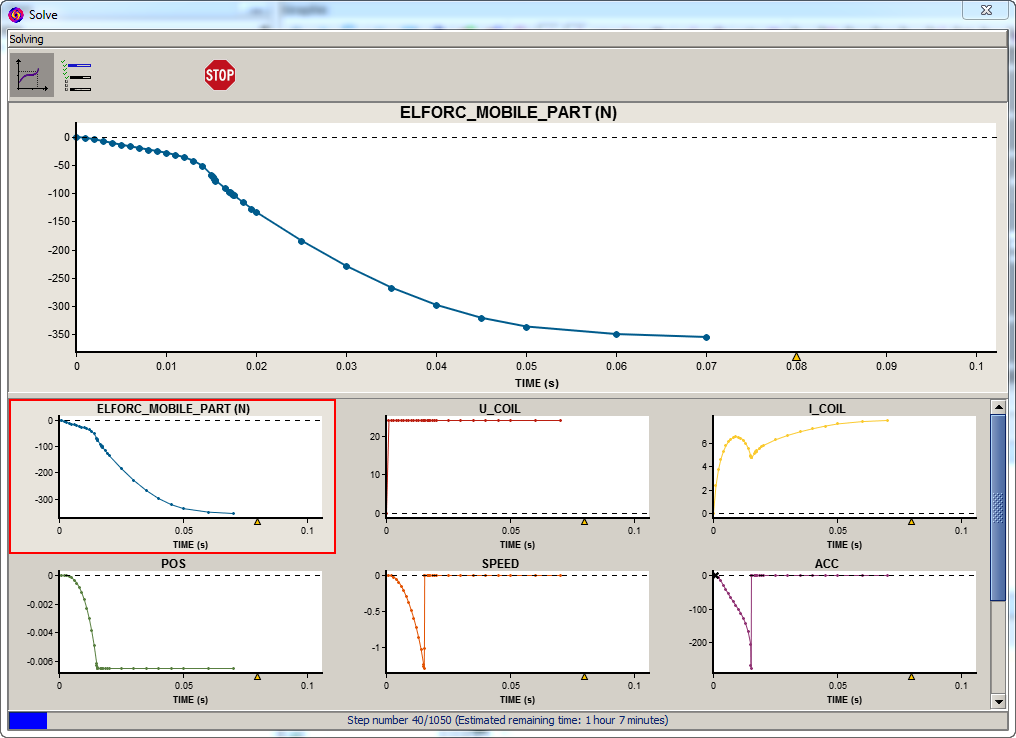 Solve
Solving
STOP
ELFORC_MOBILE_PART (N)
0
-50
-100
-150
-200
-250
-300
-350
0 0.01 0.02 0.03 0.04 0.05 0.06 0.07 0.08 0.09 0.1
TIME (s)
ELFORC_MOBILE_PART (N)
0
-100
-200
-300
0 0.05 0.1
TIME (s)
U_COIL
20
10
0
0 0.05 0.1
TIME (s)
I_COIL
6
4
2
0
0 0.05 0.1
TIME (s)
POS
0
-0.002
-0.004
-0.006
0 0.05 0.1
TIME (s)
SPEED
0
-0.5
-1
0 0.05 0.1
TIME (s)
ACC
0
-100
-200
0 0.05 0.1
TIME (s)
Step number 40/1050 (Estimated remaining time: 1 hour 7 minutes)